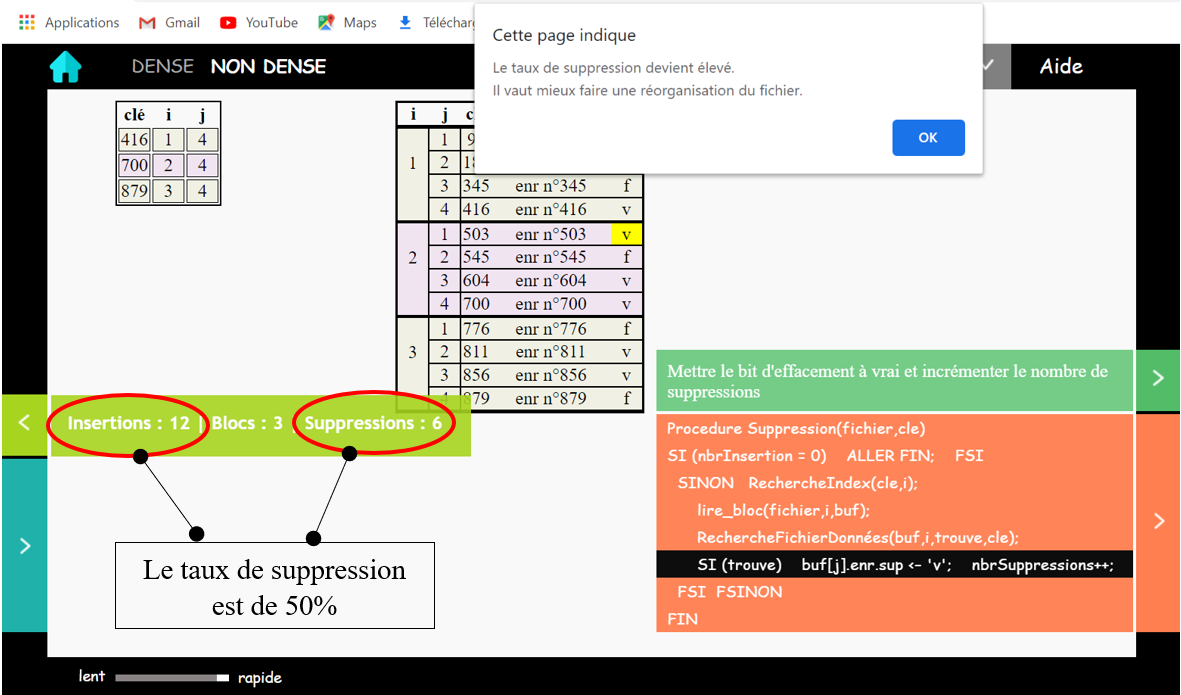 Applications Gmail YouTube Maps
Cette page indique
Le taux de suppression devient élevé.
Il vaut mieux faire une réorganisation du fichier.
OK
DENSE NON DENSE Aide
clé i j
416 1 4
700 2 4
879 3 4
i j
1
1
2
3 345 enr n°345 f
4 416 enr n°416 v
2
1 503 enr n°503 v
2 545 enr n°545 f
3 604 enr n°604 v
4 700 enr n°700 v
3
1 776 enr n°776 f
2 811 enr n°811 v
3 856 enr n°856 v
4 879 enr n°879 f
Insertions : 12 | Blocs : 3 | Suppressions : 6
Le taux de suppression
est de 50%
Mettre le bit d'effacement à vrai et incrémenter le nombre de
suppressions
Procedure Suppression(fichier,cle)
SI (nbrInsertion = 0) ALLER FIN; FSI
SINON RechercheIndex(cle,i);
lire_bloc(fichier,i,buf);
RechercheFichierDonnées(buf,i,trouve,cle);
SI (trouve) buf[j].enr.sup <- 'v'; nbrSuppressions++;
FSI FSINON
FIN
lent rapide